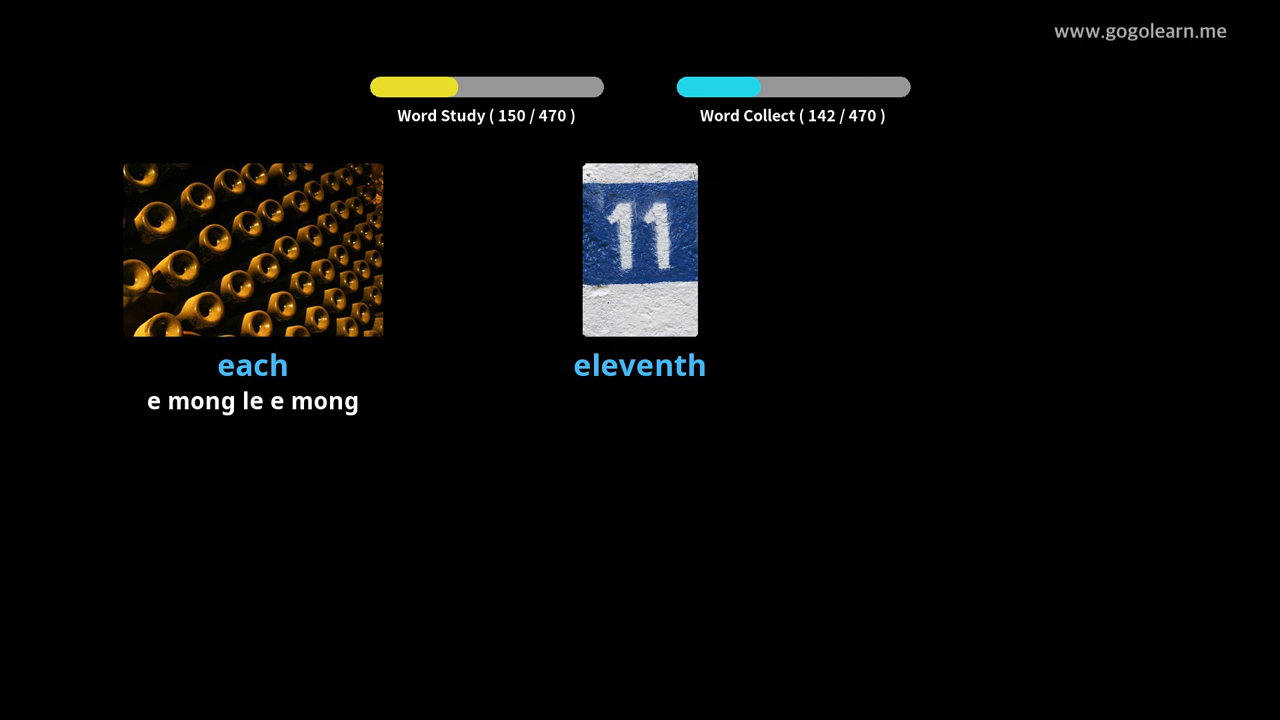 www.gogolearn.me
Word Study ( 150 / 470 )
Word Collect ( 142 / 470 )
11
each
eleventh
e mong le e mong